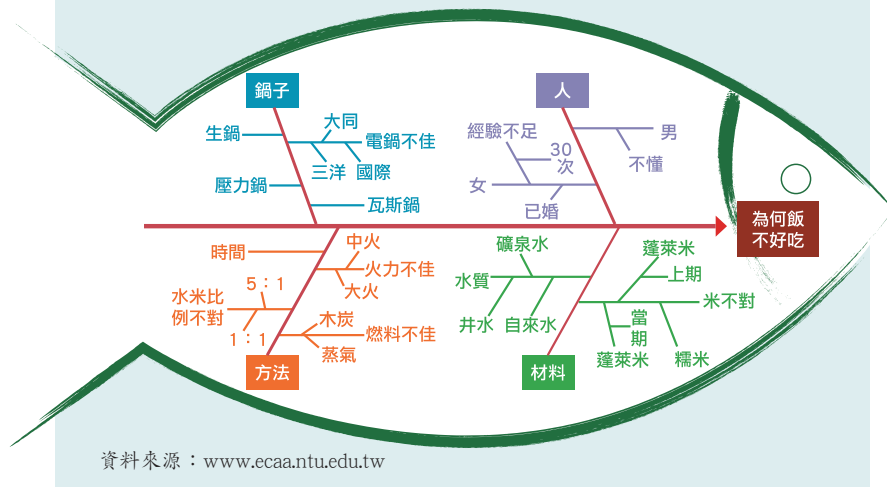 鍋子
生鍋
大同
電鍋不佳
三洋
國際
壓力鍋
瓦斯鍋
人
經驗不足
30
次
男
不懂
女
已婚
為何飯
不好吃
時間
中火
火力不佳
大火
5:1
水米比
例不對
1:1
木炭
燃料不佳
蒸氣
方法
礦泉水
水質
井水
自來水
蓬萊米
上期
米不對
當
期
蓬萊米
糯米
材料
資料來源：www.ecaa.ntu.edu.tw